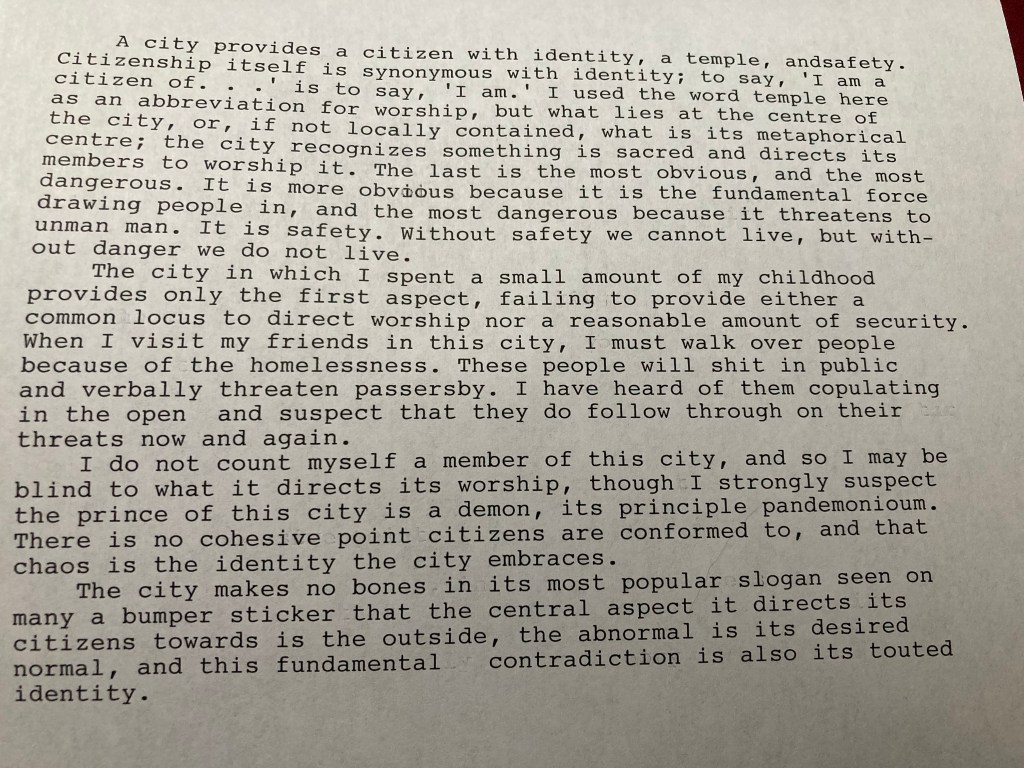 A city provides a citizen with identity, a temple, andsafety.
Citizenship itself is synonymous with identity; to say, 'I am a
citizen of. . .' is to say, 'I am.' I used the word temple here
as an abbreviation for worship, but what lies at the centre of
the city, or, if not locally contained, what is its metaphorical
centre; the city recognizes something is sacred and directs its
members to worship it. The last is the most obvious, and the most
dangerous. It is more obvious because it is the fundamental force
drawing people in, and the most dangerous because it threatens to
unman man. It is safety. Without safety we cannot live, but with-
out danger we do not live.
The city in which I spent a small amount of my childhood
provides only the first aspect, failing to provide either a
common locus to direct worship nor a reasonable amount of security.
When I visit my friends in this city, I must walk over people
because of the homelessness. These people will shit in public
and verbally threaten passersby. I have heard of them copulating
in the open and suspect that they do follow through on their
threats now and again.
I do not count myself a member of this city, and so I may be
blind to what it directs its worship, though I strongly suspect
the prince of this city is a demon, its principle pandemonioum.
There is no cohesive point citizens are conformed to, and that
chaos is the identity the city embraces.
The city makes no bones in its most popular slogan seen on
many a bumper sticker that the central aspect it directs its
citizens towards is the outside, the abnormal is its desired
normal, and this fundamental contradiction is also its touted
identity.